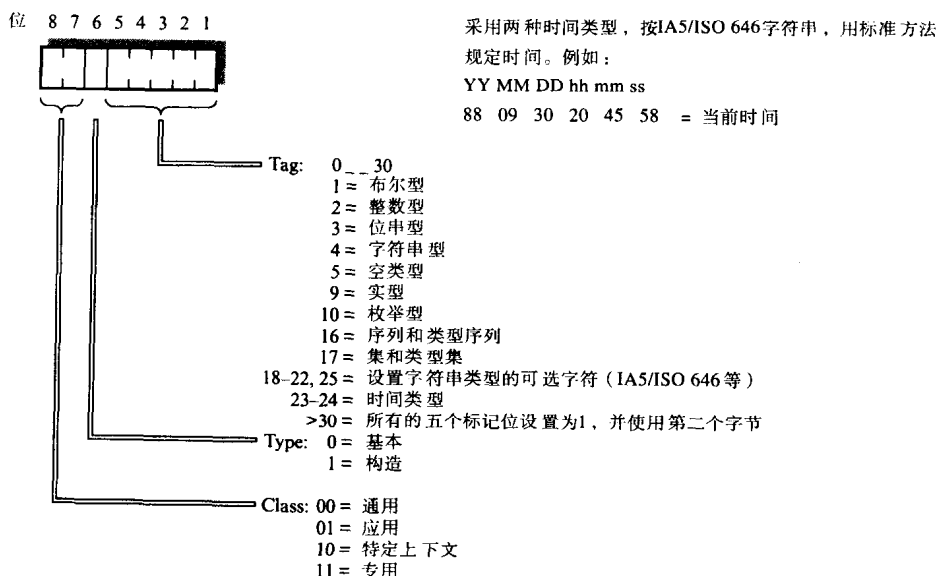 位 8 7 6 5 4 3 2 1
采用两种时间类型，按IA5/ISO 646字符串，用标准方法
规定时间。例如：
YY MM DD hh mm ss
88 09 30 20 45 58 = 当前时间
Tag: 0__30
1 = 布尔型
2 = 整数型
3 = 位串型
4 = 字符串型
5 = 空类型
9 = 实型
10 = 枚举型
16 = 序列和类型序列
17 = 集和类型集
18–22, 25 = 设置字符串类型的可选字符（IA5/ISO 646等）
23–24 = 时间类型
>30 = 所有的五个标记位设置为1，并使用第二个字节
Type: 0 = 基本
1 = 构造
Class: 00 = 通用
01 = 应用
10 = 特定上下文
11 = 专用